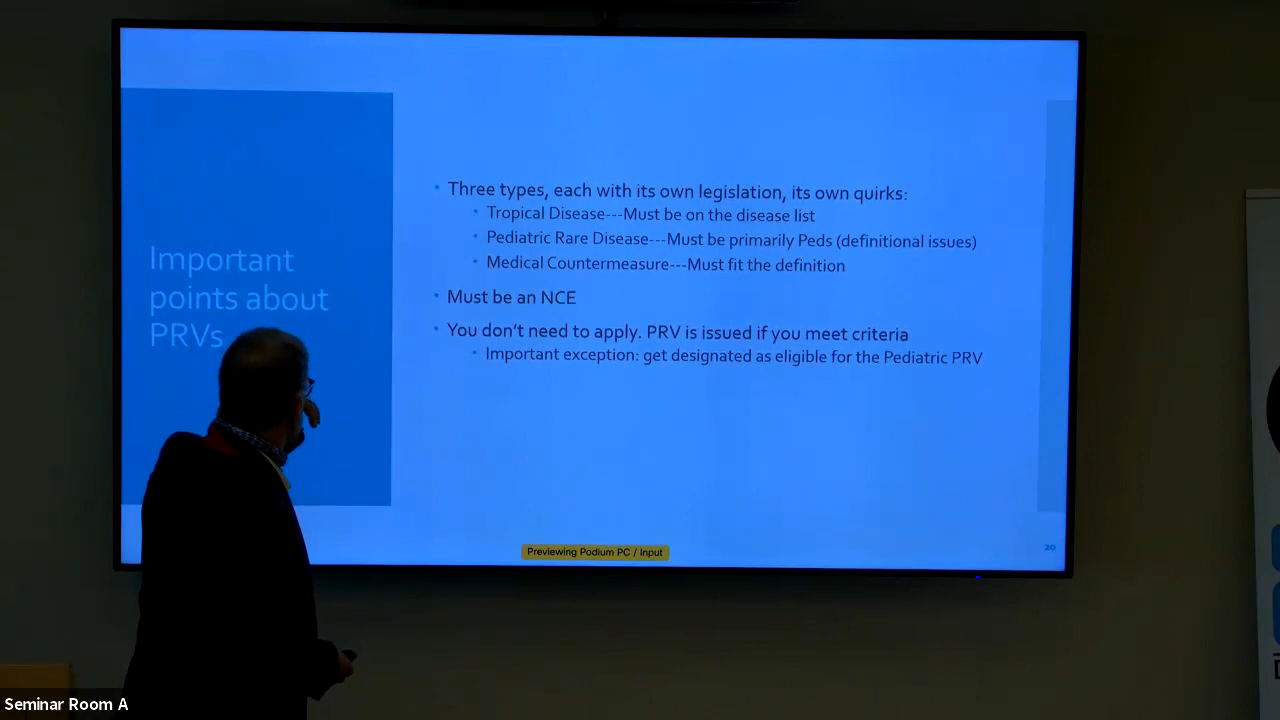 Important
points about
PRVs
Three types, each with its own legislation, its own quirks:
Tropical Disease---Must be on the disease list
Pediatric Rare Disease---Must be primarily Peds (definitional issues)
Medical Countermeasure---Must fit the definition
Must be an NCE
You don't need to apply. PRV is issued if you meet criteria
Important exception: get designated as eligible for the Pediatric PRV
Previewing Podium PC / Input
20
Seminar Room A